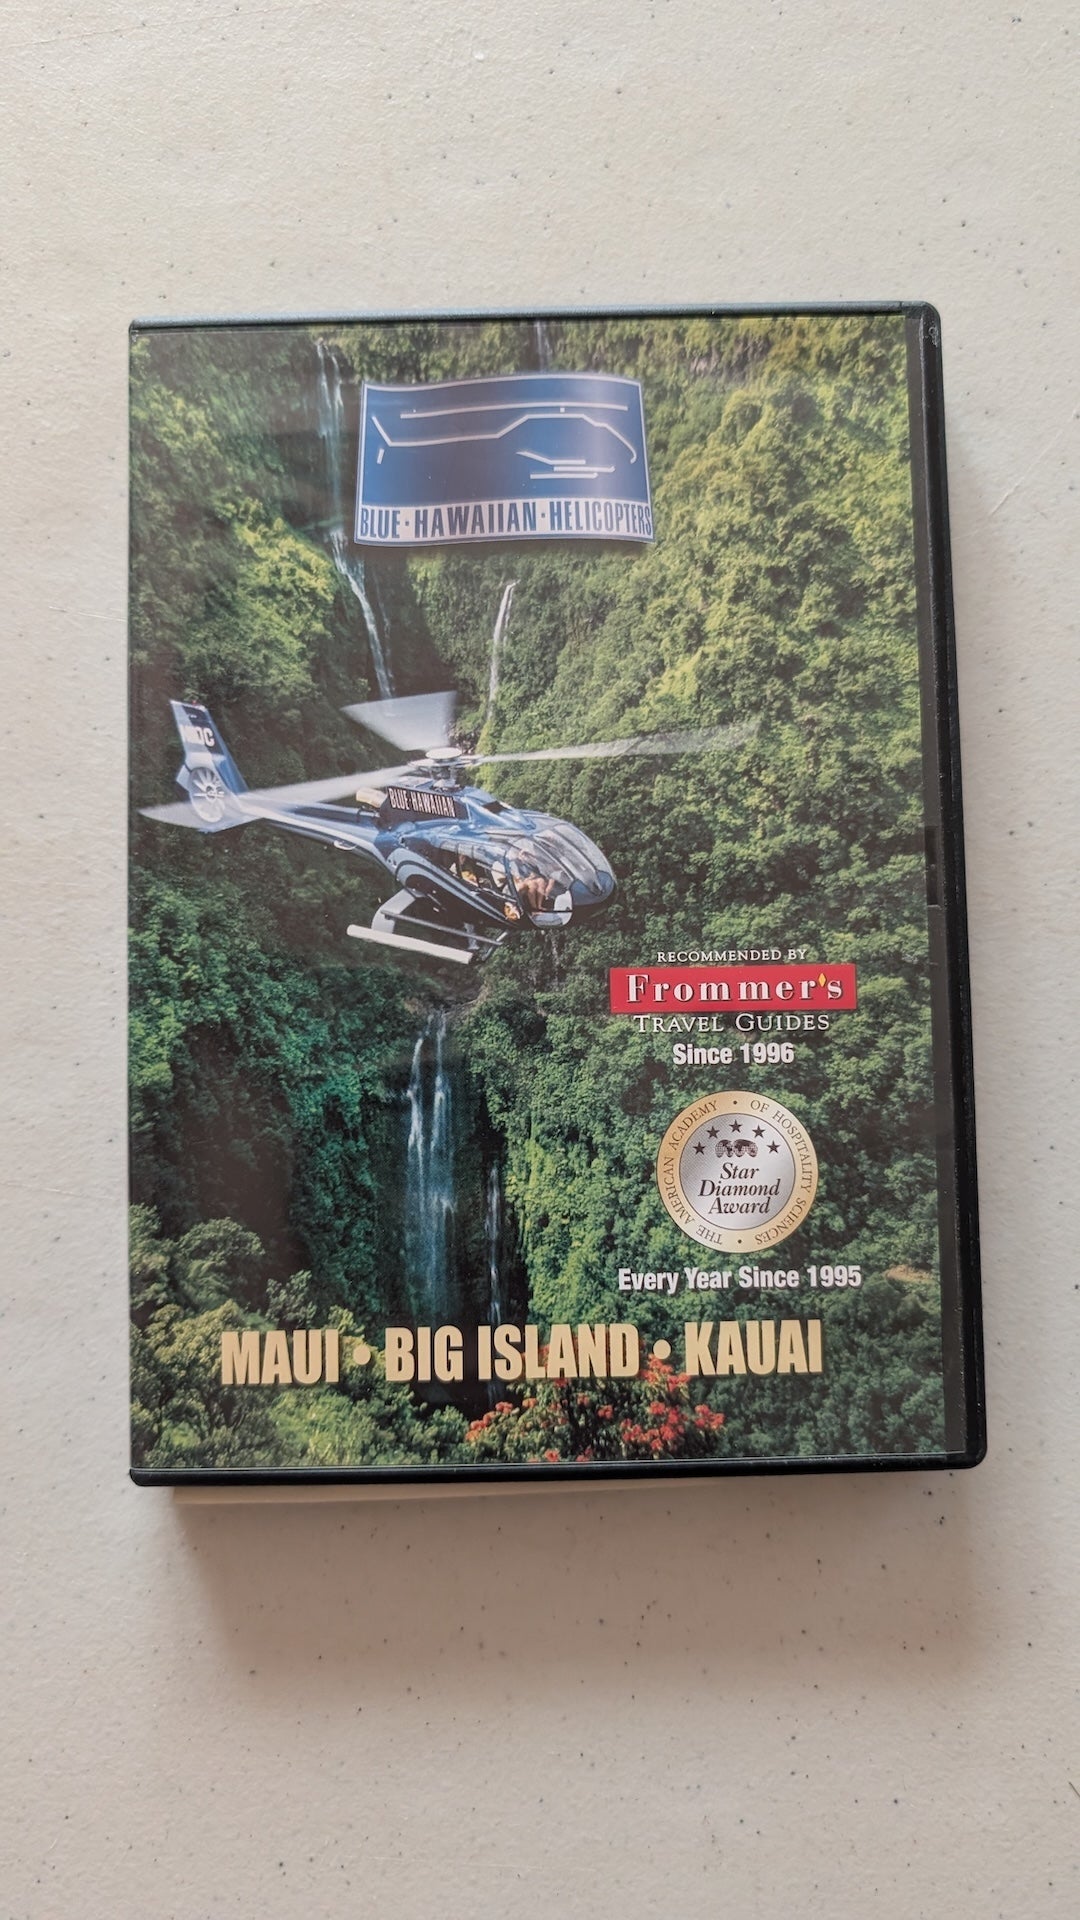 BLUE·HAWAIIAN·HELICOPTERS
BLUE·HAWAIIAN
RECOMMENDED BY
Frommer's
TRAVEL GUIDES
Since 1996
THE AMERICAN ACADEMY • OF HOSPITALITY SCIENCES •
Star
Diamond
Award
Every Year Since 1995
MAUI • BIG ISLAND • KAUAI